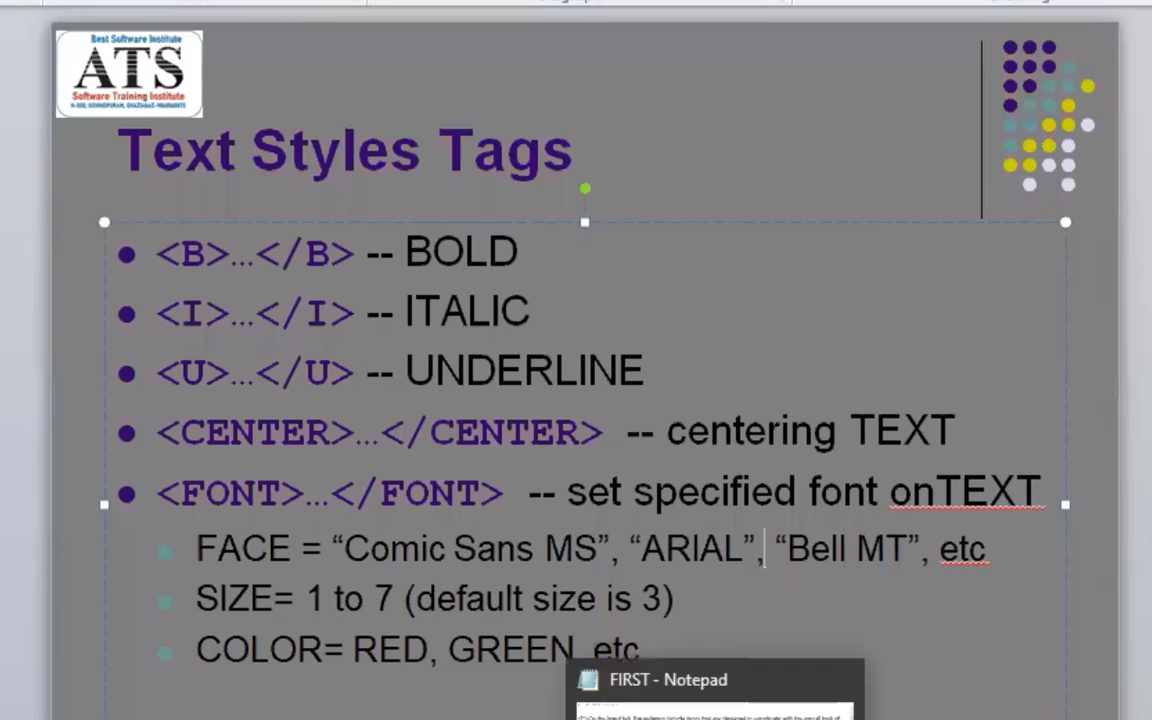 Best Software Institute
ATS
Software Training Institute
Text Styles Tags
<B>…</B> -- BOLD
<I>…</I> -- ITALIC
<U>…</U> -- UNDERLINE
<CENTER>…</CENTER> -- centering TEXT
<FONT>…</FONT> -- set specified font onTEXT
FACE = “Comic Sans MS”, “ARIAL”, “Bell MT”, etc
SIZE= 1 to 7 (default size is 3)
COLOR= RED, GREEN, etc
FIRST - Notepad